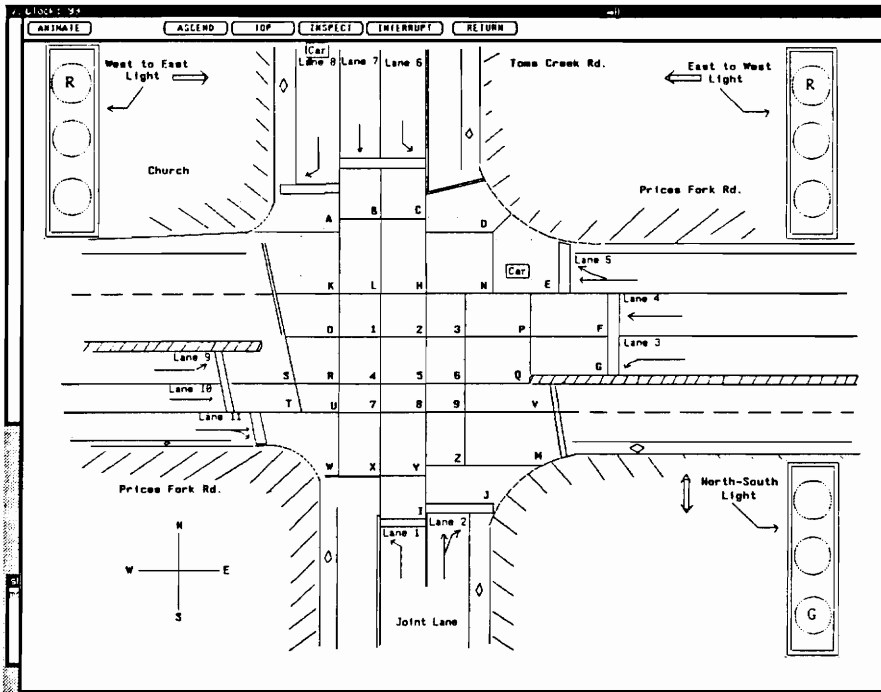 ANIMATE
ASCEND
TOP
INSPECT
INTERRUPT
RETURN
Car
Lane 8
Lane 7
Lane 6
Toms Creek Rd.
West to East
Light
East to West
Light
R
R
Church
Prices Fork Rd.
A
B
C
D
Lane 5
Car
K
L
H
N
E
Lane 4
O
1
2
3
P
F
Lane 3
Lane 9
G
S
R
4
5
6
Q
Lane 10
T
U
7
8
9
V
Lane 11
W
X
Y
Z
M
Prices Fork Rd.
North-South
Light
J
I
Lane 1
Lane 2
N
W
E
S
G
Joint Lane